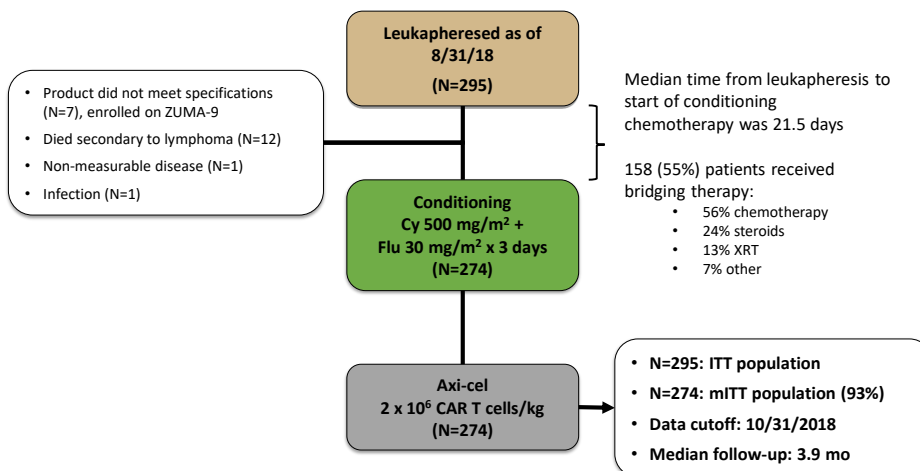 Leukapheresed as of
8/31/18
(N=295)
• Product did not meet specifications
(N=7), enrolled on ZUMA-9
• Died secondary to lymphoma (N=12)
• Non-measurable disease (N=1)
• Infection (N=1)
Median time from leukapheresis to
start of conditioning
chemotherapy was 21.5 days
158 (55%) patients received
bridging therapy:
• 56% chemotherapy
• 24% steroids
• 13% XRT
• 7% other
Conditioning
Cy 500 mg/m² +
Flu 30 mg/m² x 3 days
(N=274)
Axi-cel
2 x 10⁶ CAR T cells/kg
(N=274)
• N=295: ITT population
• N=274: mITT population (93%)
• Data cutoff: 10/31/2018
• Median follow-up: 3.9 mo